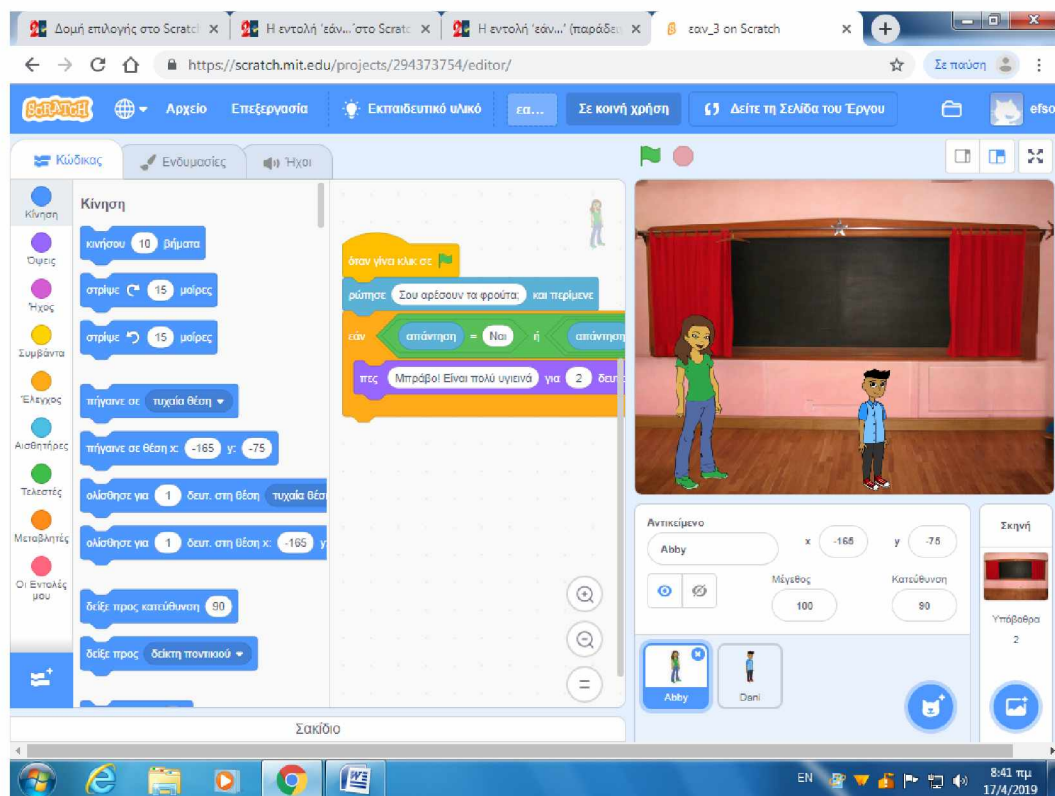 Δομή επιλογής στο Scratc
Η εντολή 'εάν...'στο Scratc
Η εντολή 'εάν...' (παράδει
εαν_3 on Scratch
https://scratch.mit.edu/projects/294373754/editor/
Σε παύση
SCRATCH
Αρχείο
Επεξεργασία
Εκπαιδευτικό υλικό
εα...
Σε κοινή χρήση
Δείτε τη Σελίδα του Έργου
efso
Κώδικας
Ενδυμασίες
Ήχοι
Κίνηση
Όψεις
Ήχος
Συμβάντα
Έλεγχος
Αισθητήρες
Τελεστές
Μεταβλητές
Οι Εντολές
μου
Κίνηση
κινήσου 10 βήματα
στρίψε 15 μοίρες
στρίψε 15 μοίρες
πήγαινε σε τυχαία θέση
πήγαινε σε θέση x: -165 y: -75
ολίσθησε για 1 δευτ. στη θέση τυχαία θέσ
ολίσθησε για 1 δευτ. στη θέση x: -165 y
δείξε προς κατεύθυνση 90
δείξε προς δείκτη ποντικιού
όταν γίνει κλικ σε
ρώτησε Σου αρέσουν τα φρούτα; και περίμενε
εάν απάντηση = Ναι ή απάντηση
πες Μπράβο! Είναι πολύ υγιεινά για 2 δευτ
Σακίδιο
Αντικείμενο
Abby
x -165 y -75
Μέγεθος
100
Κατεύθυνση
90
Abby
Dani
Σκηνή
Υπόβαθρα
2
EN
8:41 πμ
17/4/2019